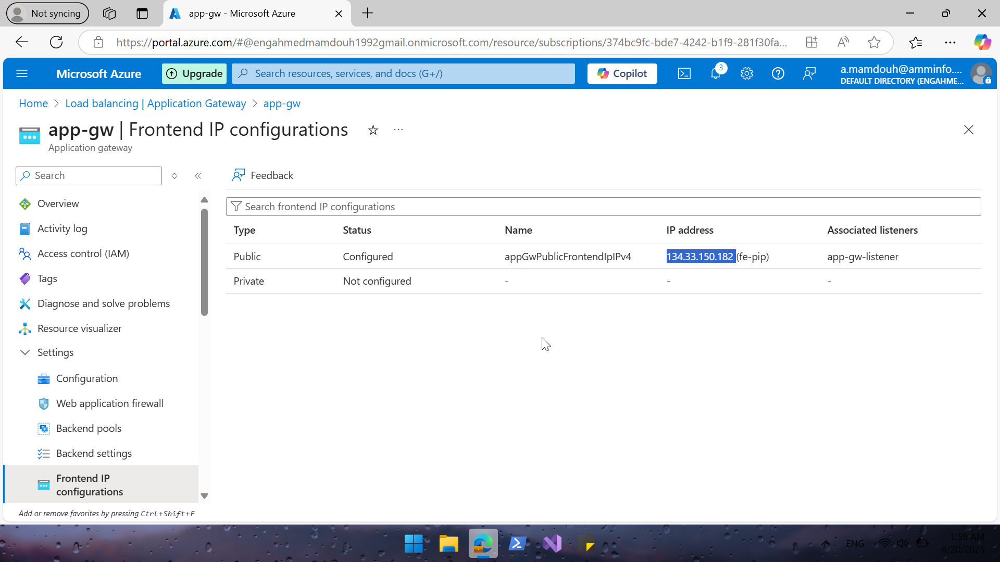 Not syncing
app-gw - Microsoft Azure
https://portal.azure.com/#@engahmedmamdouh1992gmail.onmicrosoft.com/resource/subscriptions/374bc9fc-bde7-4242-b1f9-281f30fa...
Microsoft Azure
Upgrade
Search resources, services, and docs (G+/)
Copilot
3
a.mamdouh@amminfo....
DEFAULT DIRECTORY (ENGAHME...
Home > Load balancing | Application Gateway > app-gw
app-gw | Frontend IP configurations
Application gateway
Search
Feedback
Overview
Activity log
Access control (IAM)
Tags
Diagnose and solve problems
Resource visualizer
Settings
Configuration
Web application firewall
Backend pools
Backend settings
Frontend IP
configurations
Add or remove favorites by pressing Ctrl+Shift+F
Search frontend IP configurations
Type Status Name IP address Associated listeners
Public Configured appGwPublicFrontendIpIPv4 134.33.150.182 (fe-pip) app-gw-listener
Private Not configured - - -
ENG
1:59 AM
4/20/2025